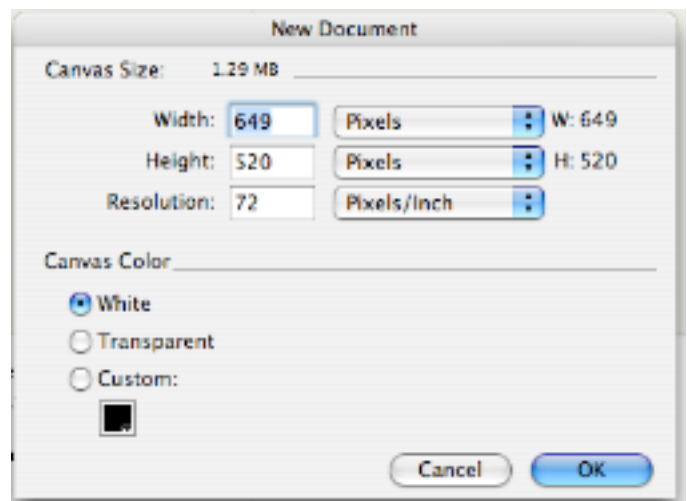 New Document
Canvas Size: 1.29 MB
Width: 649 Pixels W: 649
Height: 520 Pixels H: 520
Resolution: 72 Pixels/Inch
Canvas Color
White
Transparent
Custom:
Cancel OK